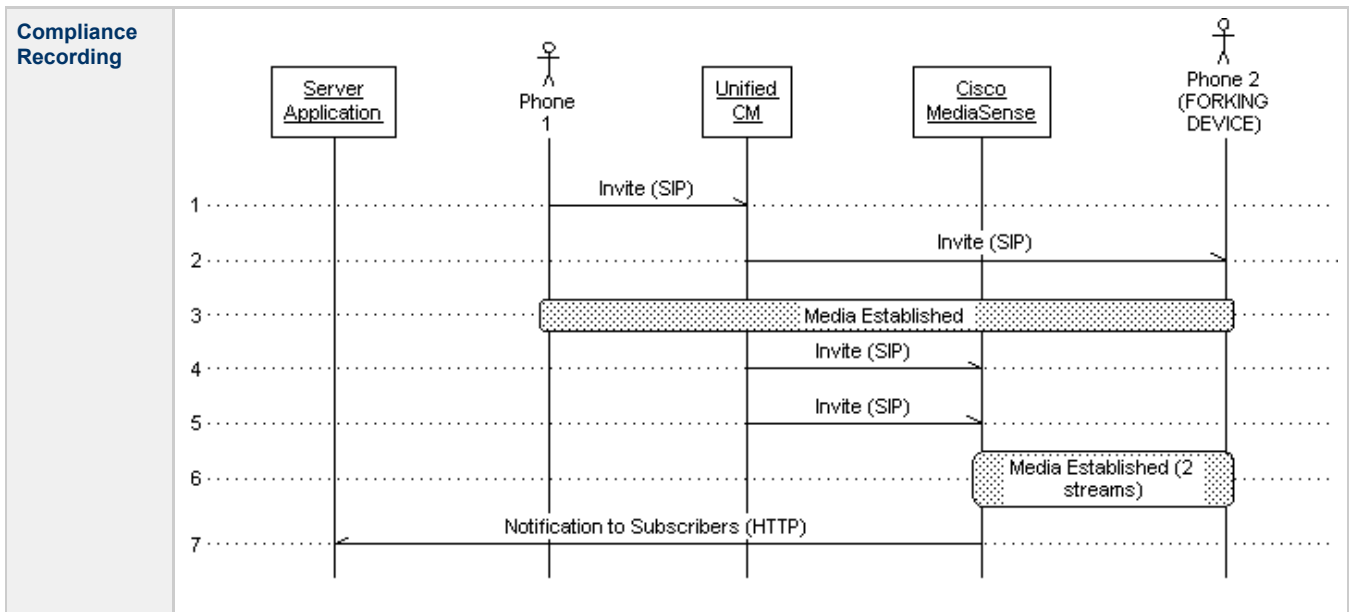 Compliance
Recording
Server
Application
Phone
1
Unified
CM
Cisco
MediaSense
Phone 2
(FORKING
DEVICE)
1
Invite (SIP)
2
Invite (SIP)
3
Media Established
4
Invite (SIP)
5
Invite (SIP)
6
Media Established (2
streams)
7
Notification to Subscribers (HTTP)